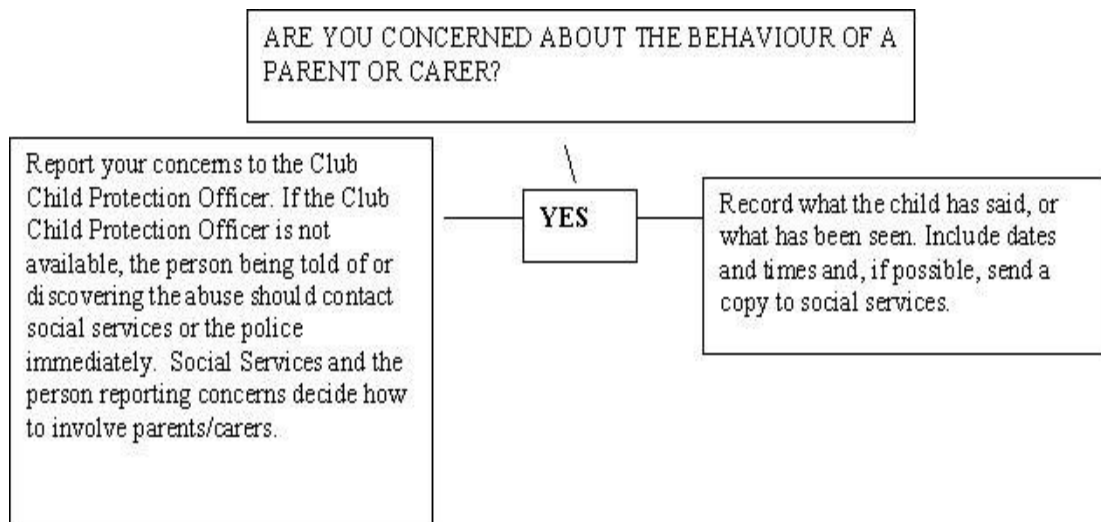 ARE YOU CONCERNED ABOUT THE BEHAVIOUR OF A
PARENT OR CARER?
Report your concerns to the Club
Child Protection Officer. If the Club
Child Protection Officer is not
available, the person being told of or
discovering the abuse should contact
social services or the police
immediately.  Social Services and the
person reporting concerns decide how
to involve parents/carers.
YES
Record what the child has said, or
what has been seen. Include dates
and times and, if possible, send a
copy to social services.